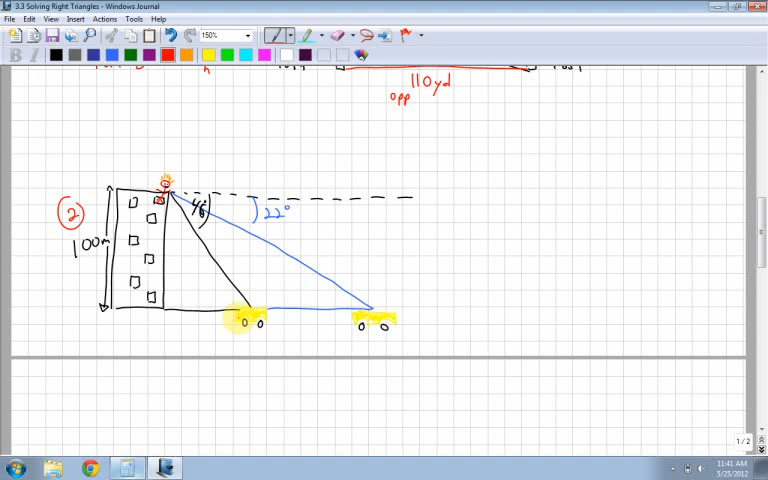 3.3 Solving Right Triangles - Windows Journal
File Edit View Insert Actions Tools Help
150%
B I
110yd
opp
2
48°
22°
100m
1 / 2
11:41 AM
5/25/2012